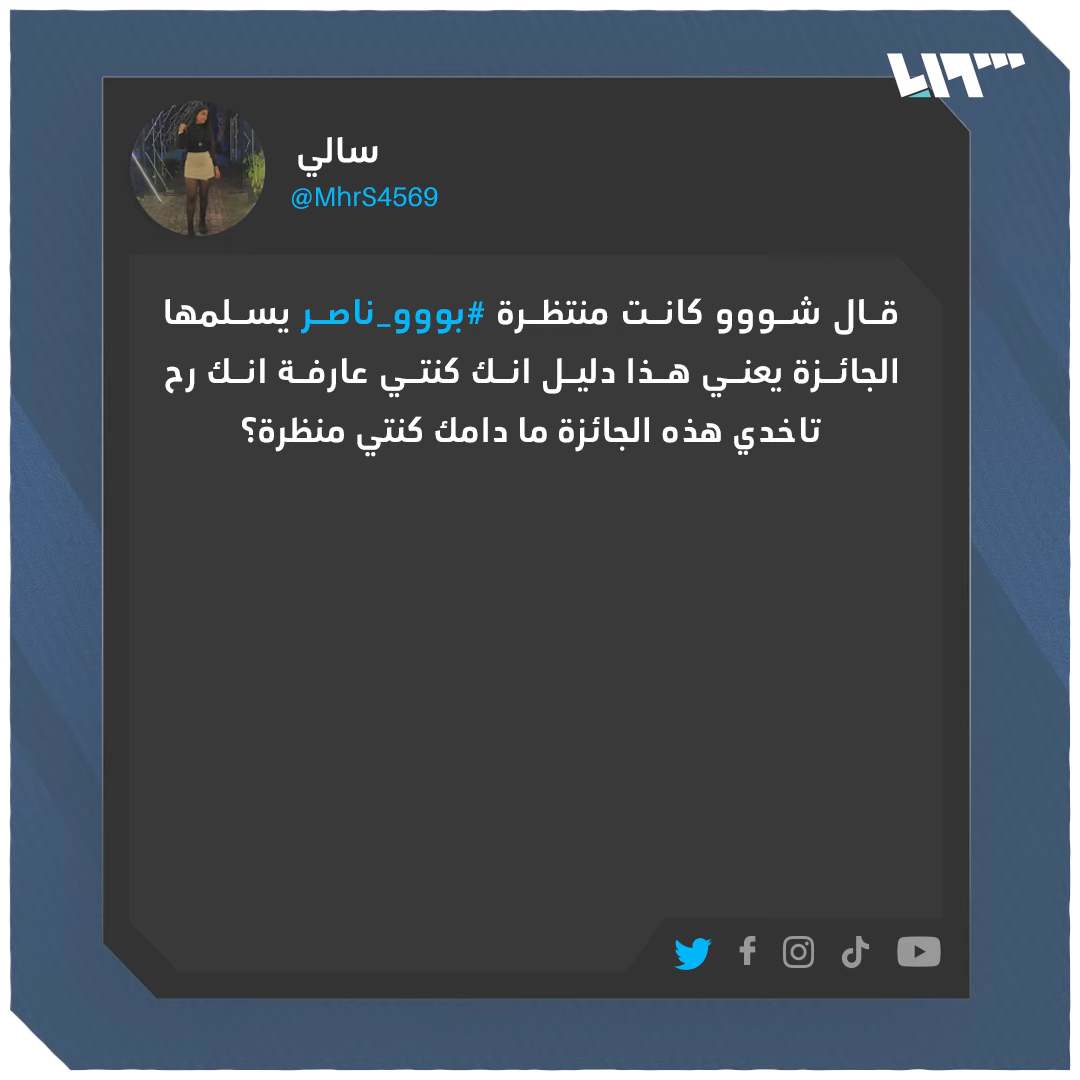 سالي
@MhrS4569
قال شووو كانت منتظرة #بووو_ناصر يسلمها
الجائزة يعني هذا دليل انك كنتي عارفة انك رح
تاخدي هذه الجائزة ما دامك كنتي منظرة؟